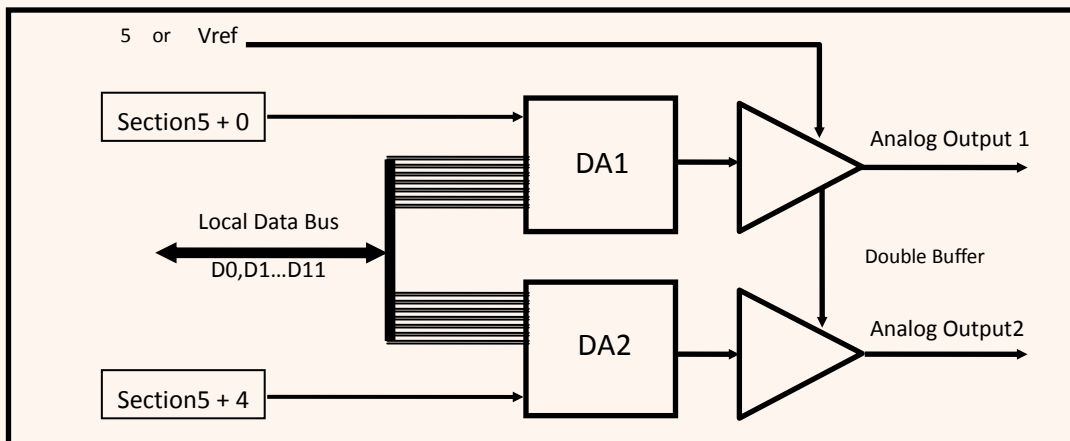 5 or Vref
Section5 + 0
DA1
Analog Output 1
Local Data Bus
D0,D1...D11
Double Buffer
DA2
Analog Output2
Section5 + 4